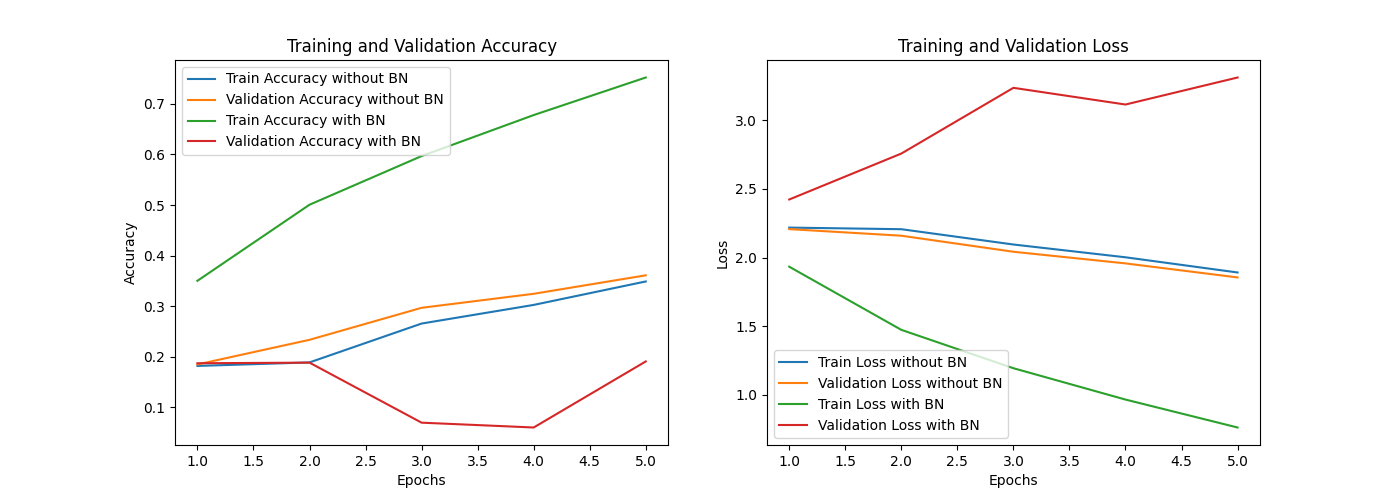 Training and Validation Accuracy
Train Accuracy without BN
Validation Accuracy without BN
Train Accuracy with BN
Validation Accuracy with BN
Accuracy
0.7
0.6
0.5
0.4
0.3
0.2
0.1
1.0 1.5 2.0 2.5 3.0 3.5 4.0 4.5 5.0
Epochs
Training and Validation Loss
Loss
3.0
2.5
2.0
1.5
1.0
Train Loss without BN
Validation Loss without BN
Train Loss with BN
Validation Loss with BN
1.0 1.5 2.0 2.5 3.0 3.5 4.0 4.5 5.0
Epochs